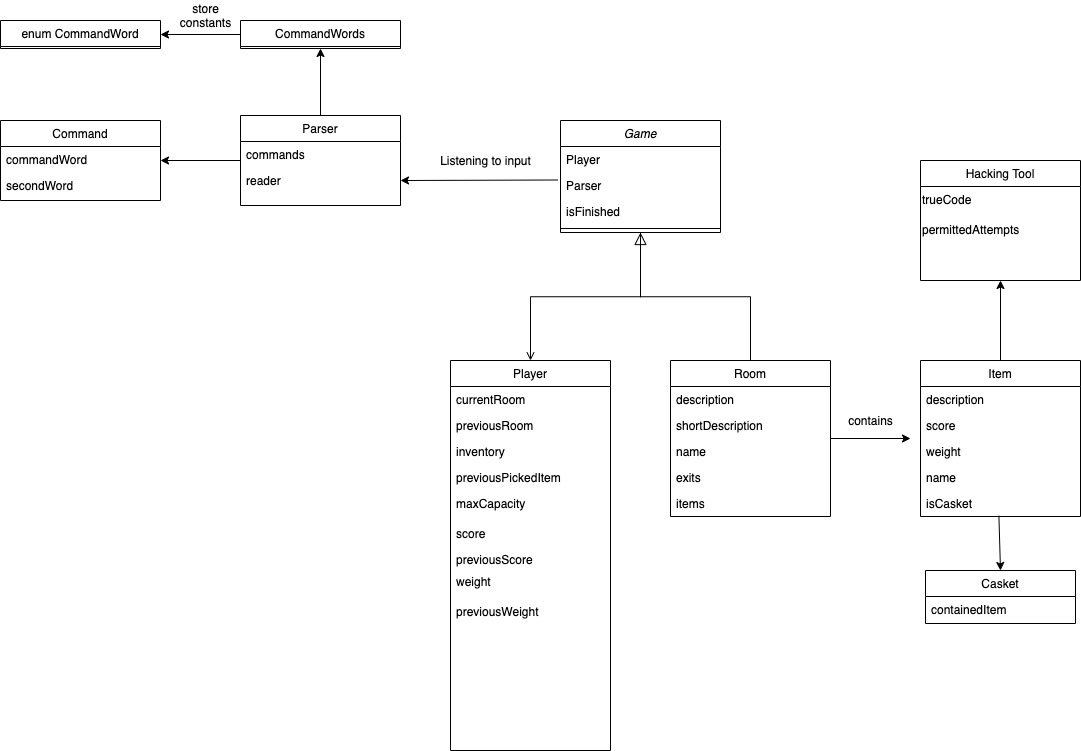 store
constants
enum CommandWord
CommandWords
Command
commandWord
secondWord
Parser
commands
reader
Listening to input
Game
Player
Parser
isFinished
Hacking Tool
trueCode
permittedAttempts
Player
currentRoom
previousRoom
inventory
previousPickedItem
maxCapacity
score
previousScore
weight
previousWeight
Room
description
shortDescription
name
exits
items
contains
Item
description
score
weight
name
isCasket
Casket
containedItem